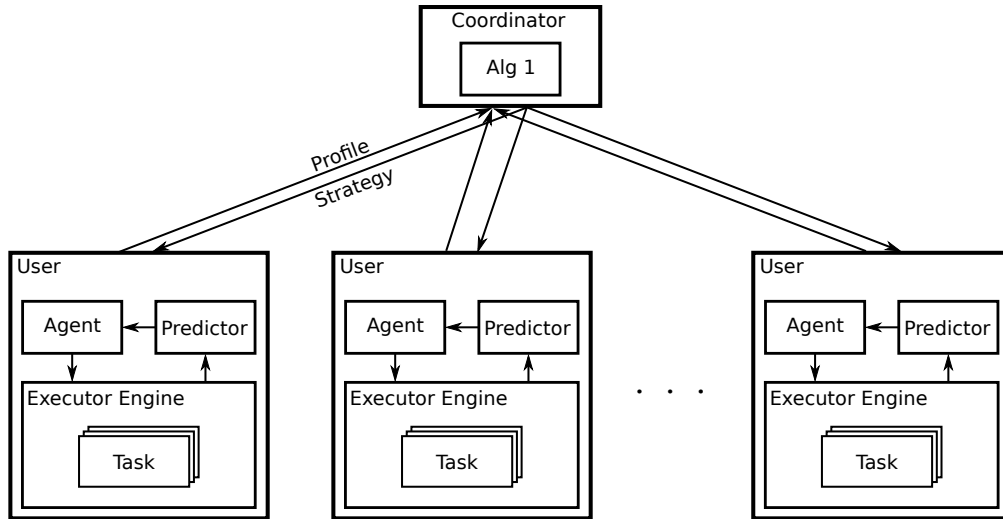 Coordinator
Alg 1
Profile
Strategy
User
Agent
Predictor
Executor Engine
Task
User
Agent
Predictor
Executor Engine
Task
. . .
User
Agent
Predictor
Executor Engine
Task